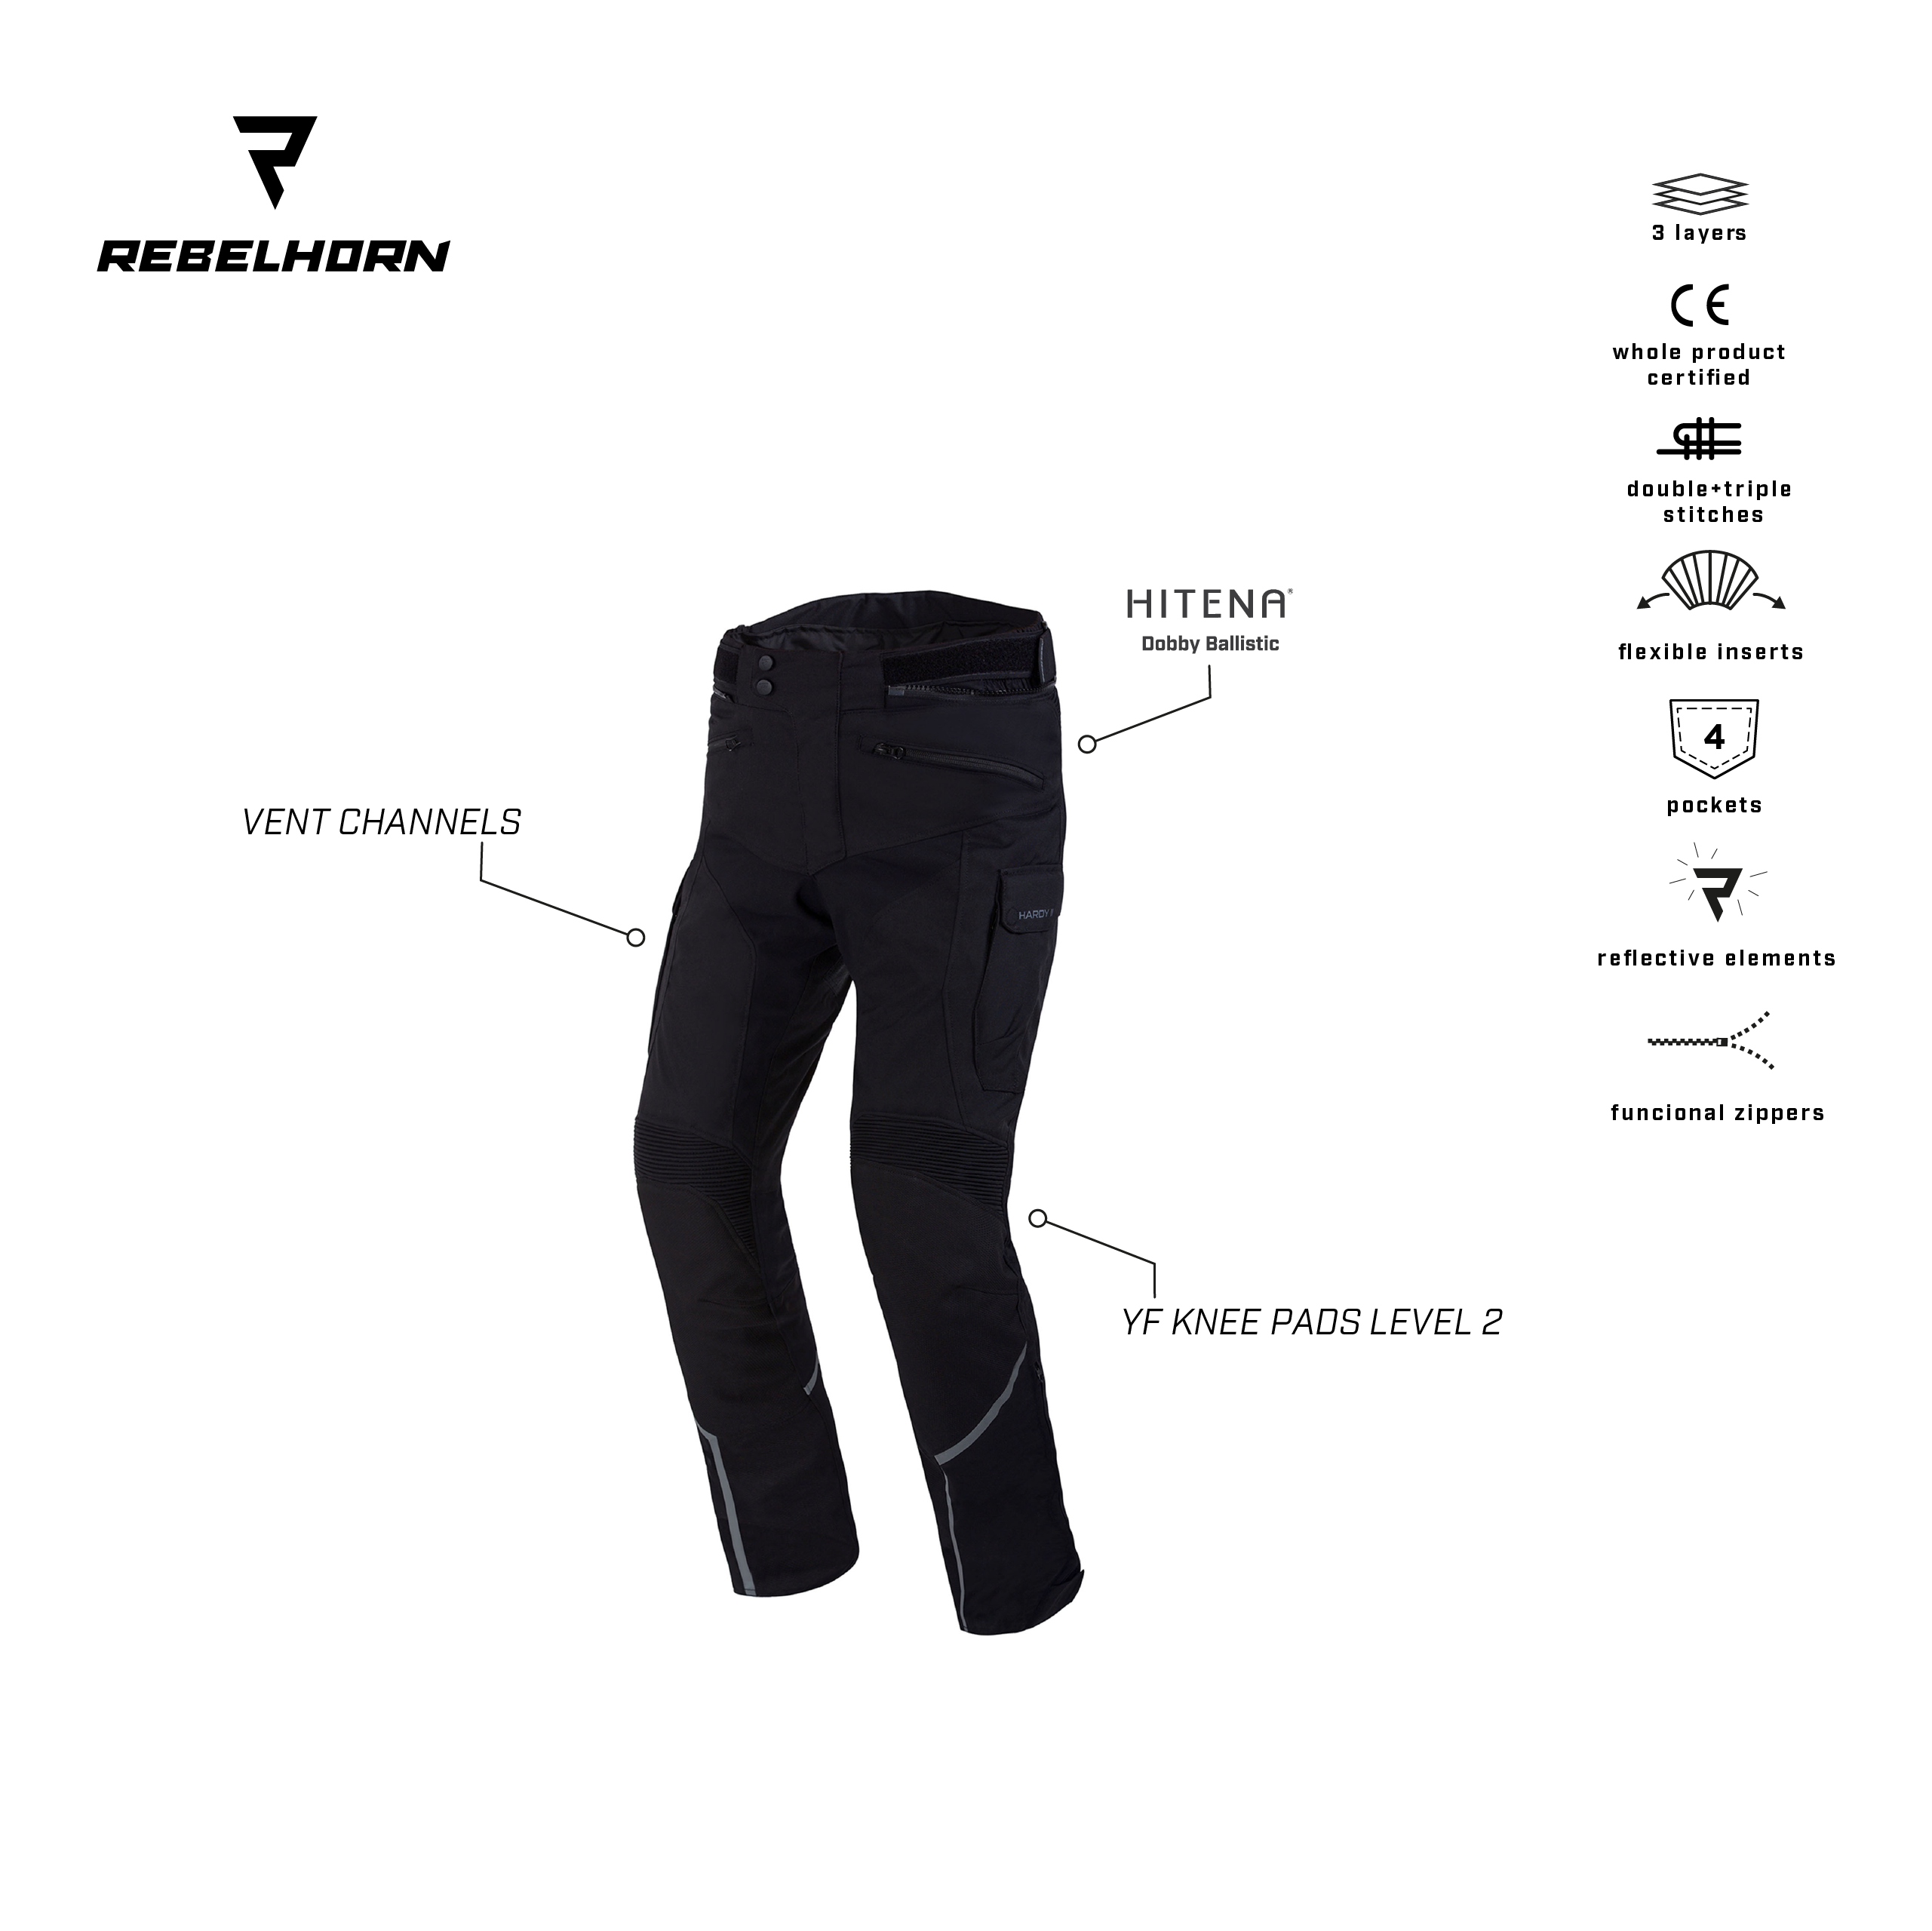 REBELHORN
3 layers
CE
whole product
certified
double+triple
stitches
HITENA®
Dobby Ballistic
flexible inserts
4
pockets
VENT CHANNELS
HARDY
reflective elements
funcional zippers
YF KNEE PADS LEVEL 2